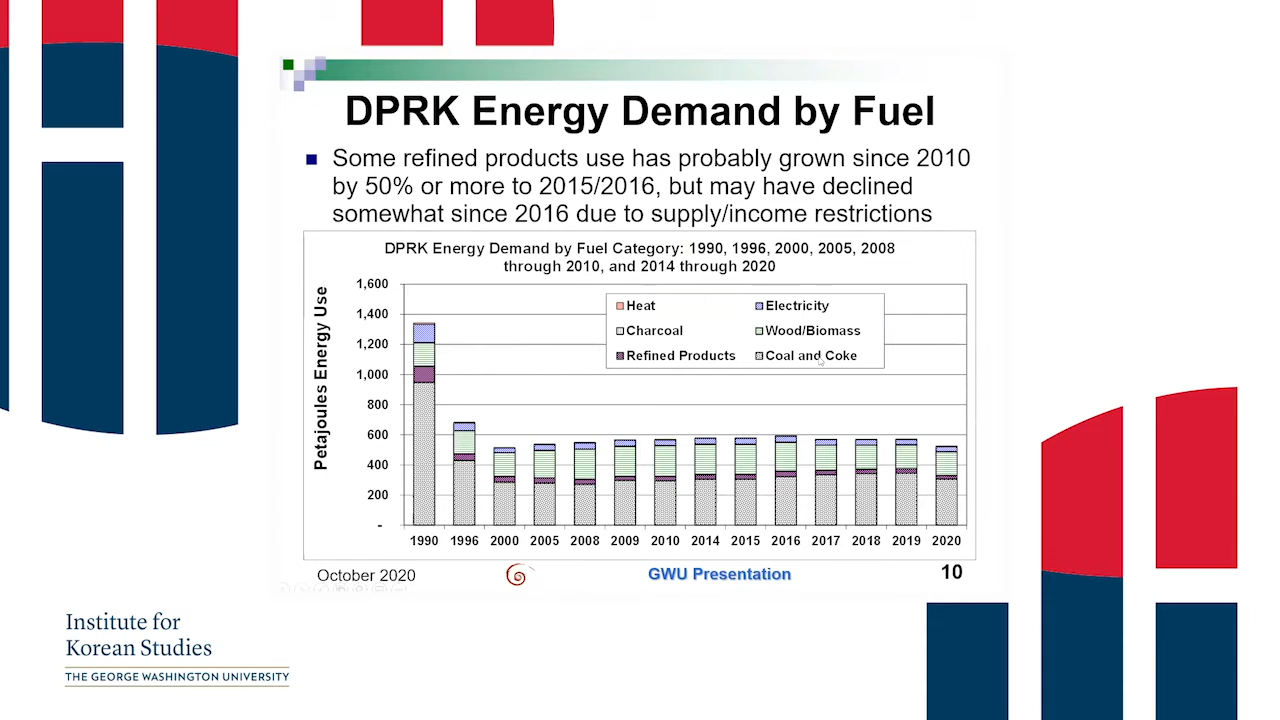 DPRK Energy Demand by Fuel
Some refined products use has probably grown since 2010
by 50% or more to 2015/2016, but may have declined
somewhat since 2016 due to supply/income restrictions
DPRK Energy Demand by Fuel Category: 1990, 1996, 2000, 2005, 2008
through 2010, and 2014 through 2020
Petajoules Energy Use
1,600
1,400
1,200
1,000
800
600
400
200
-
Heat
Electricity
Charcoal
Wood/Biomass
Refined Products
Coal and Coke
1990 1996 2000 2005 2008 2009 2010 2014 2015 2016 2017 2018 2019 2020
October 2020
GWU Presentation
10
Institute for
Korean Studies
THE GEORGE WASHINGTON UNIVERSITY